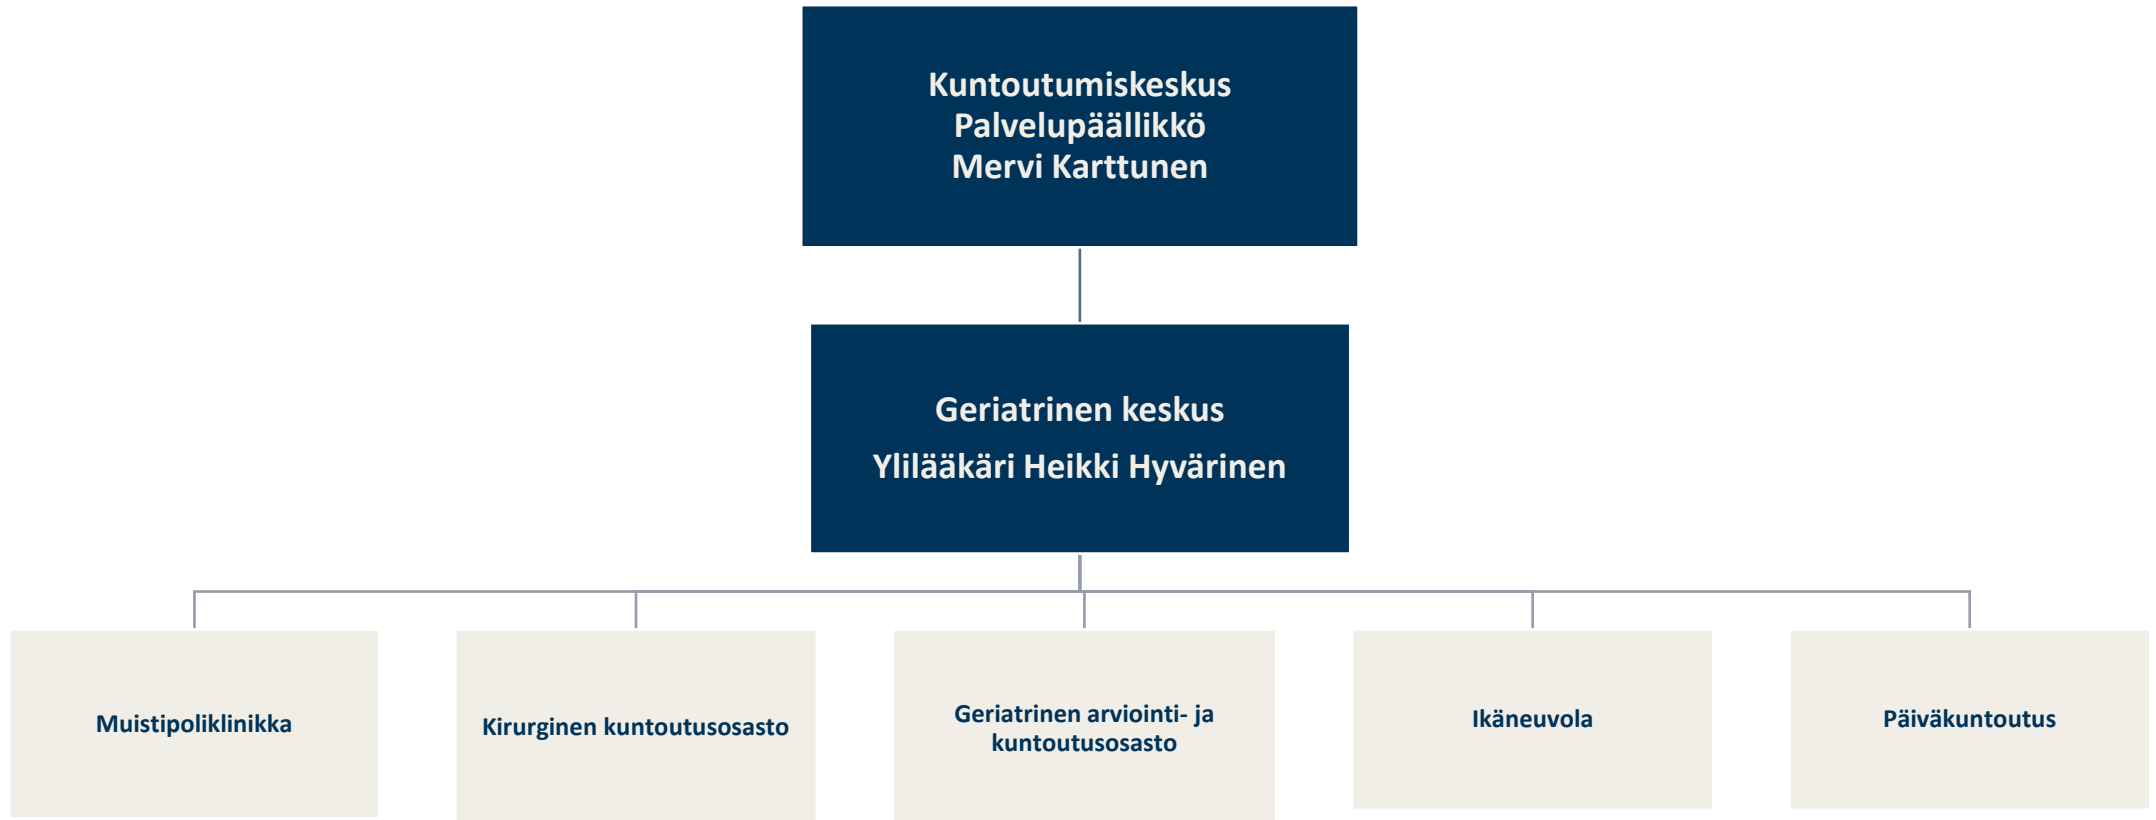 Kuntoutumiskeskus
Palvelupäällikkö
Mervi Karttunen
Geriatrinen keskus
Ylilääkäri Heikki Hyvärinen
Muistipoliklinikka
Kirurginen kuntoutusosasto
Geriatrinen arviointi- ja
kuntoutusosasto
Ikäneuvola
Päiväkuntoutus